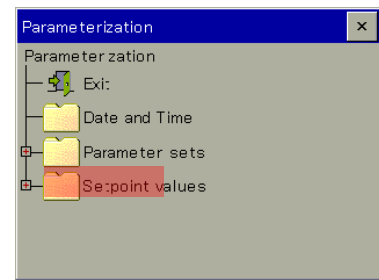 Parameterization
Parameter zation
Exi:
Date and Time
Parameter sets
Se:point values